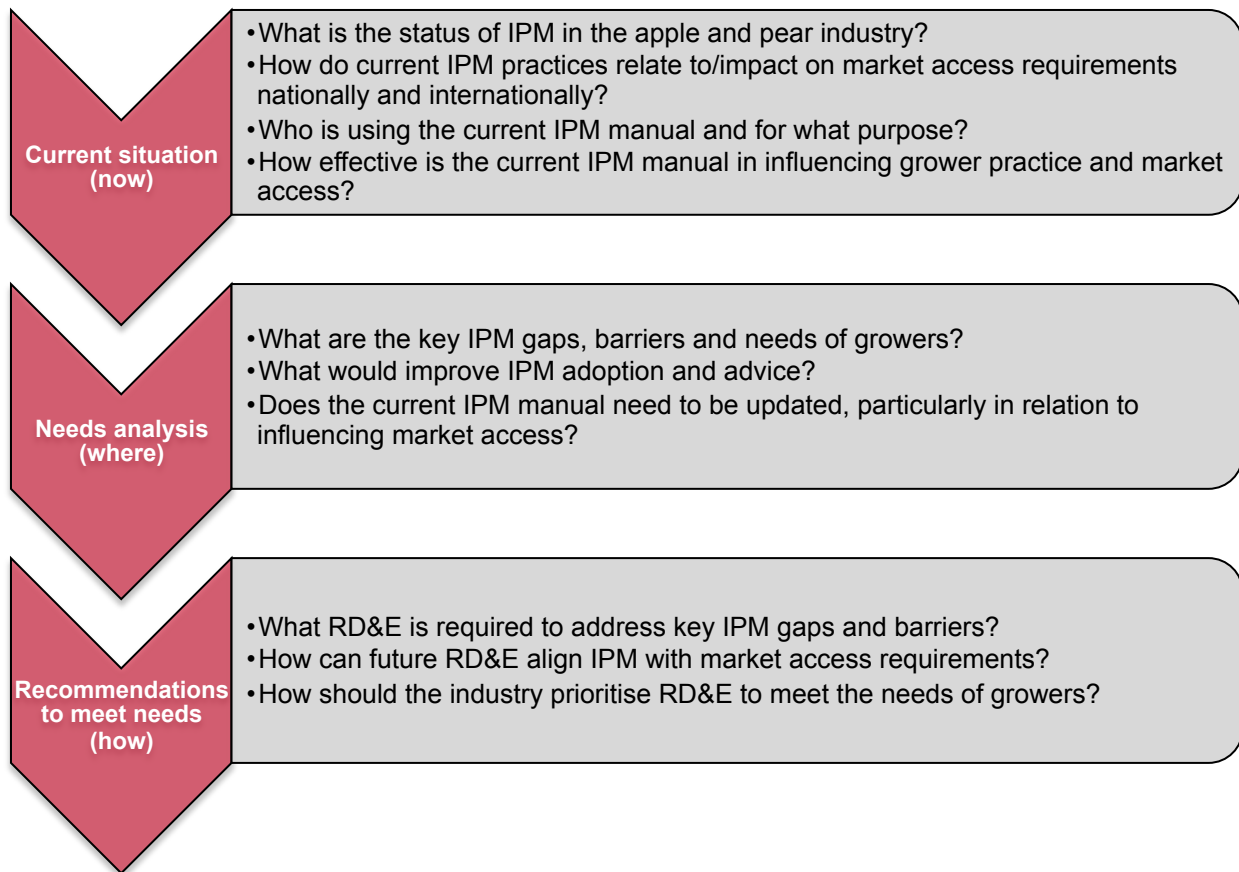 Current situation
(now)
•What is the status of IPM in the apple and pear industry?
•How do current IPM practices relate to/impact on market access requirements
nationally and internationally?
•Who is using the current IPM manual and for what purpose?
•How effective is the current IPM manual in influencing grower practice and market
access?
Needs analysis
(where)
•What are the key IPM gaps, barriers and needs of growers?
•What would improve IPM adoption and advice?
•Does the current IPM manual need to be updated, particularly in relation to
influencing market access?
Recommendations
to meet needs
(how)
•What RD&E is required to address key IPM gaps and barriers?
•How can future RD&E align IPM with market access requirements?
•How should the industry prioritise RD&E to meet the needs of growers?